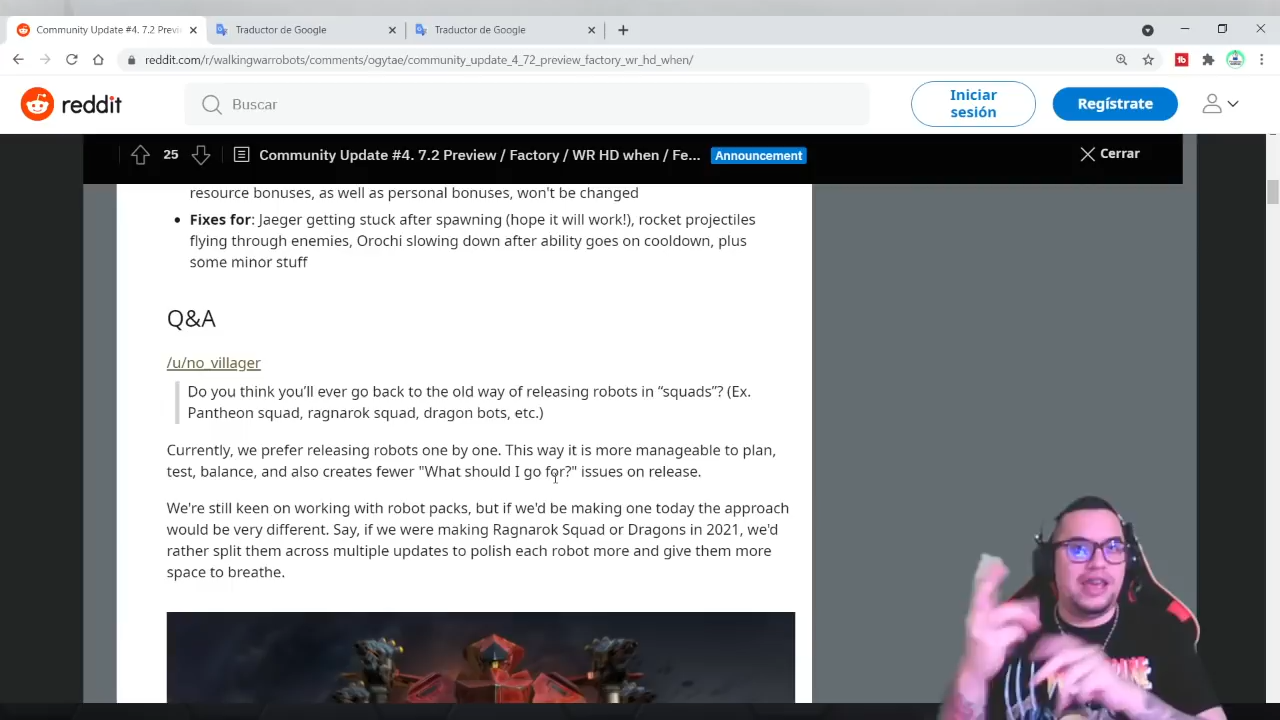 Community Update #4. 7.2 Previ
Traductor de Google
Traductor de Google
reddit.com/r/walkingwarrobots/comments/ogytae/community_update_4_72_preview_factory_wr_hd_when/
reddit
Buscar
Iniciar
sesión
Regístrate
25
Community Update #4. 7.2 Preview / Factory / WR HD when / Fe...
Announcement
Cerrar
resource bonuses, as well as personal bonuses, won't be changed
• Fixes for: Jaeger getting stuck after spawning (hope it will work!), rocket projectiles
flying through enemies, Orochi slowing down after ability goes on cooldown, plus
some minor stuff
Q&A
/u/no_villager
Do you think you’ll ever go back to the old way of releasing robots in “squads”? (Ex.
Pantheon squad, ragnarok squad, dragon bots, etc.)
Currently, we prefer releasing robots one by one. This way it is more manageable to plan,
test, balance, and also creates fewer "What should I go for?" issues on release.
We're still keen on working with robot packs, but if we'd be making one today the approach
would be very different. Say, if we were making Ragnarok Squad or Dragons in 2021, we'd
rather split them across multiple updates to polish each robot more and give them more
space to breathe.